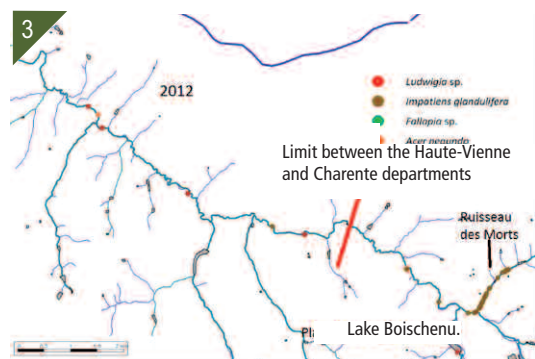 3
2012
Ludwigia sp.
Impatiens glandulifera
Fallopia sp.
Acer negundo
Limit between the Haute-Vienne
and Charente departments
Ruisseau
des Morts
Lake Boischenu.